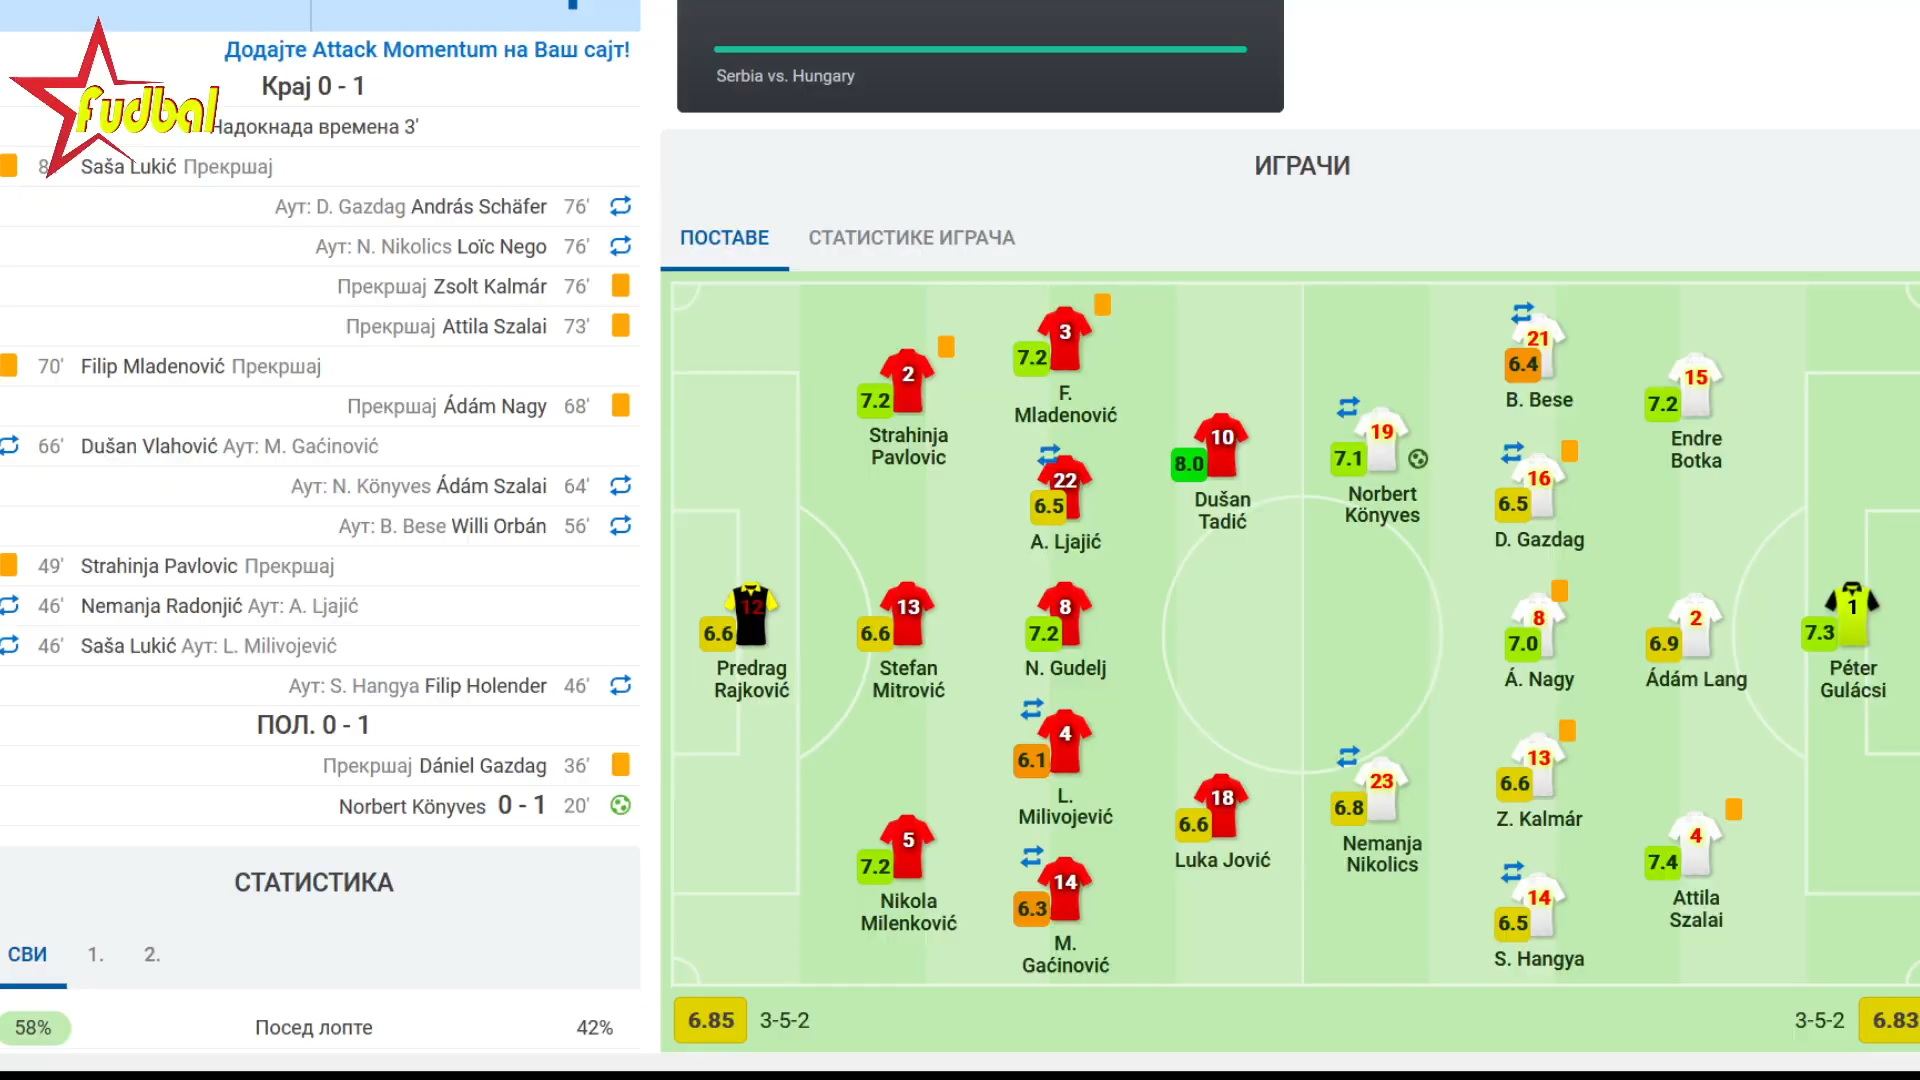 Додајте Attack Momentum на Ваш сајт!
Крај 0 - 1
fudbal
Надокнада времена 3'
8 Saša Lukić Прекршај
Аут: D. Gazdag András Schäfer 76'
Аут: N. Nikolics Loïc Nego 76'
Прекршај Zsolt Kalmár 76'
Прекршај Attila Szalai 73'
70' Filip Mladenović Прекршај
Прекршај Ádám Nagy 68'
66' Dušan Vlahović Аут: M. Gaćinović
Аут: N. Könyves Ádám Szalai 64'
Аут: B. Bese Willi Orbán 56'
49' Strahinja Pavlovic Прекршај
46' Nemanja Radonjić Аут: A. Ljajić
46' Saša Lukić Аут: L. Milivojević
Аут: S. Hangya Filip Holender 46'
ПОЛ. 0 - 1
Прекршај Dániel Gazdag 36'
Norbert Könyves 0 - 1 20'
СТАТИСТИКА
СВИ 1. 2.
58% Посед лопте 42%
Serbia vs. Hungary
ИГРАЧИ
ПОСТАВЕ СТАТИСТИКЕ ИГРАЧА
12
6.6
Predrag
Rajković
2
7.2
Strahinja
Pavlovic
13
6.6
Stefan
Mitrović
5
7.2
Nikola
Milenković
3
7.2
F.
Mladenović
22
6.5
A. Ljajić
8
7.2
N. Gudelj
4
6.1
L.
Milivojević
14
6.3
M.
Gaćinović
10
8.0
Dušan
Tadić
18
6.6
Luka Jović
19
7.1
Norbert
Könyves
23
6.8
Nemanja
Nikolics
21
6.4
B. Bese
16
6.5
D. Gazdag
8
7.0
Á. Nagy
13
6.6
Z. Kalmár
14
6.5
S. Hangya
15
7.2
Endre
Botka
2
6.9
Ádám Lang
4
7.4
Attila
Szalai
1
7.3
Péter
Gulácsi
6.85 3-5-2
3-5-2 6.83